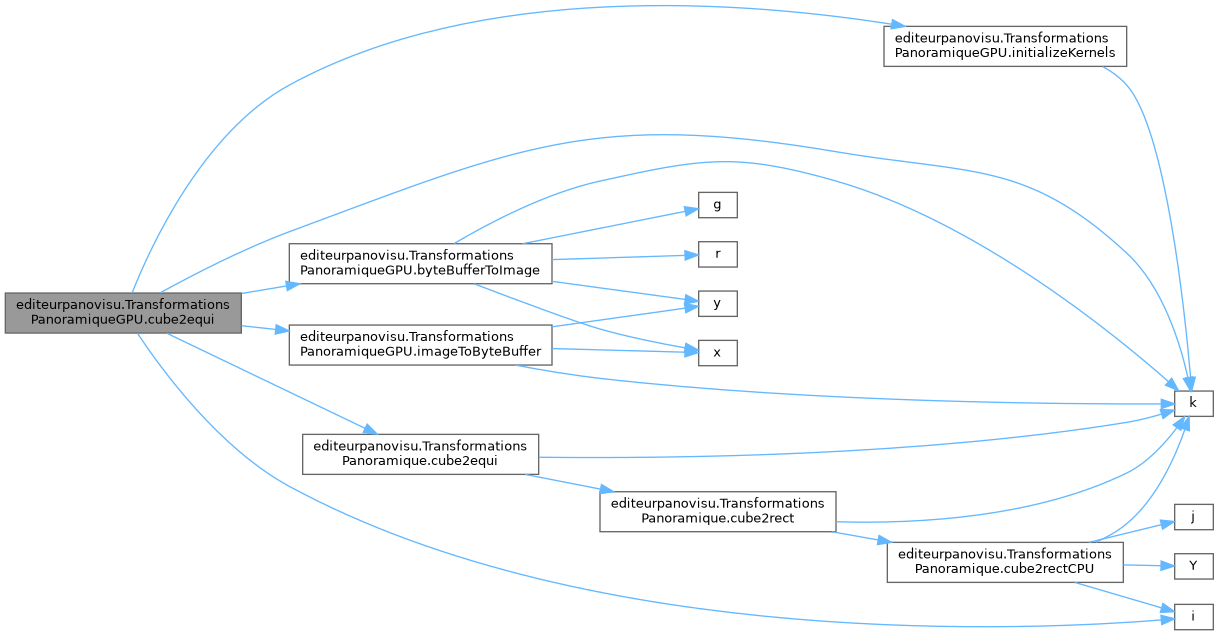 editeurpanovisu.Transformations
PanoramiqueGPU.initializeKernels
g
editeurpanovisu.Transformations
PanoramiqueGPU.byteBufferToImage
r
editeurpanovisu.Transformations
PanoramiqueGPU.cube2equi
y
editeurpanovisu.Transformations
PanoramiqueGPU.imageToByteBuffer
x
k
editeurpanovisu.Transformations
Panoramique.cube2equi
editeurpanovisu.Transformations
Panoramique.cube2rect
j
editeurpanovisu.Transformations
Panoramique.cube2rectCPU
Y
i